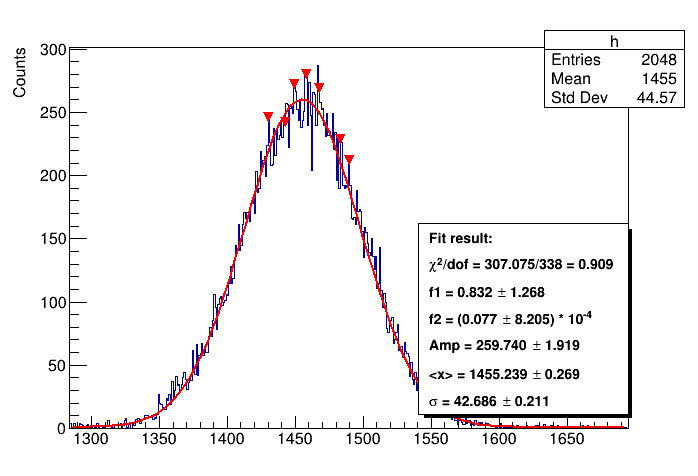 h
Entries 2048
Mean 1455
Std Dev 44.57
Counts
300
250
200
150
100
50
0
1300 1350 1400 1450 1500 1550 1600 1650
Fit result:
χ²/dof = 307.075/338 = 0.909
f1 = 0.832 ± 1.268
f2 = (0.077 ± 8.205) * 10⁻⁴
Amp = 259.740 ± 1.919
<x> = 1455.239 ± 0.269
σ = 42.686 ± 0.211